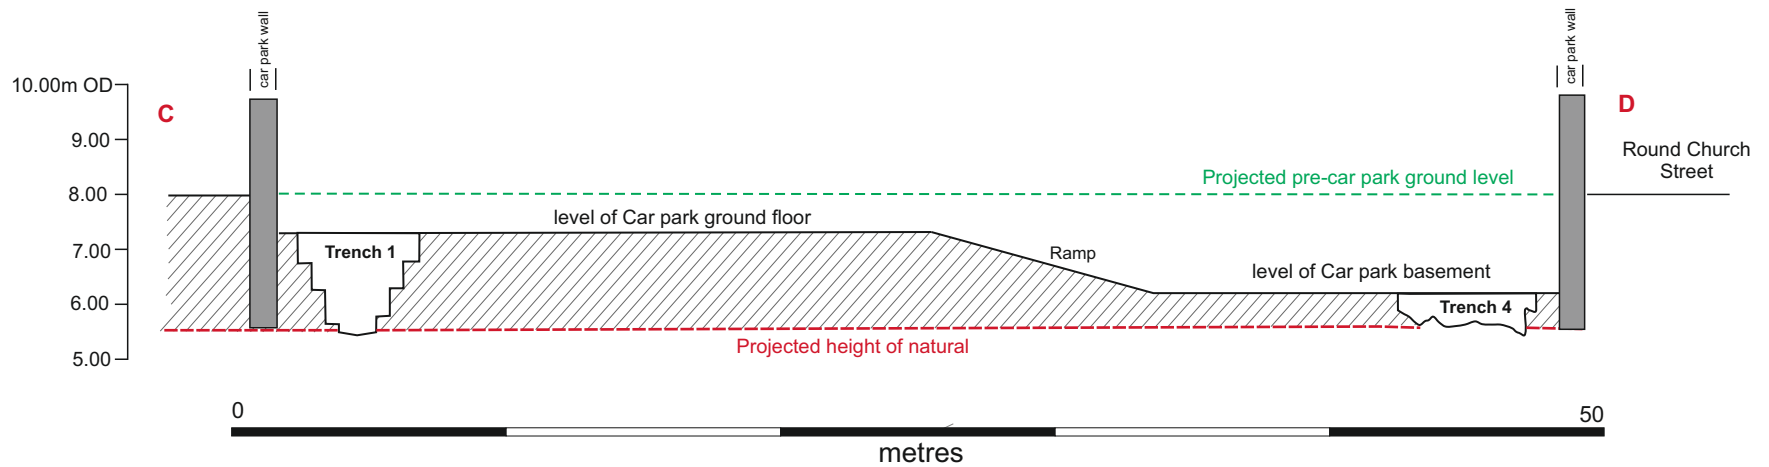 car park wall
car park wall
10.00m OD
C
D
9.00
Round Church
Street
Projected pre-car park ground level
8.00
level of Car park ground floor
7.00
Trench 1
Ramp
level of Car park basement
6.00
Trench 4
Projected height of natural
5.00
0
50
metres